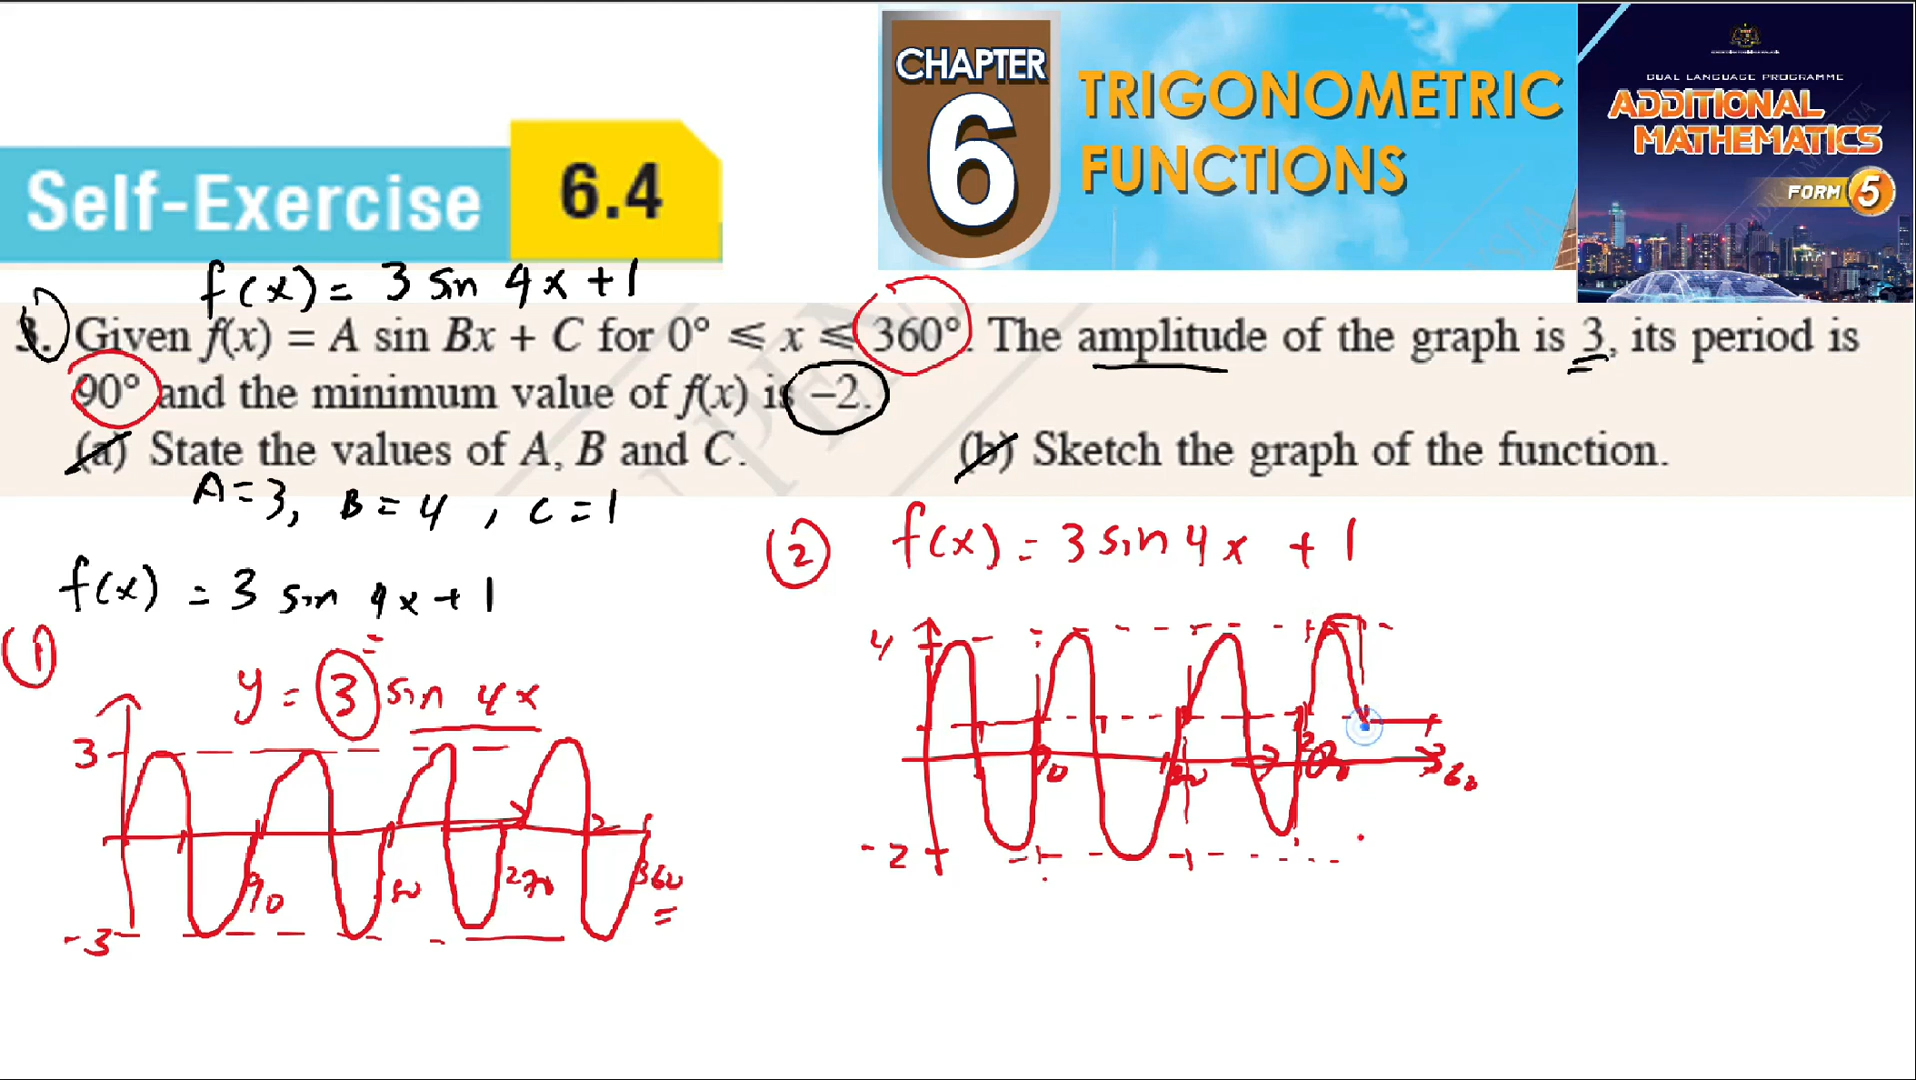 CHAPTER
6
TRIGONOMETRIC
FUNCTIONS
DUAL LANGUAGE PROGRAMME
ADDITIONAL
MATHEMATICS
FORM 5
Self-Exercise 6.4
f(x) = 3 sin 4x + 1
3. Given f(x) = A sin Bx + C for 0° ⩽ x ⩽ 360°. The amplitude of the graph is 3, its period is
90° and the minimum value of f(x) is –2.
(a) State the values of A, B and C.
(b) Sketch the graph of the function.
A = 3, B = 4, C = 1
f(x) = 3 sin 4x + 1
1
y = 3 sin 4x
3
-3
90
270
360
2
f(x) = 3 sin 4x + 1
4
-2
90
360